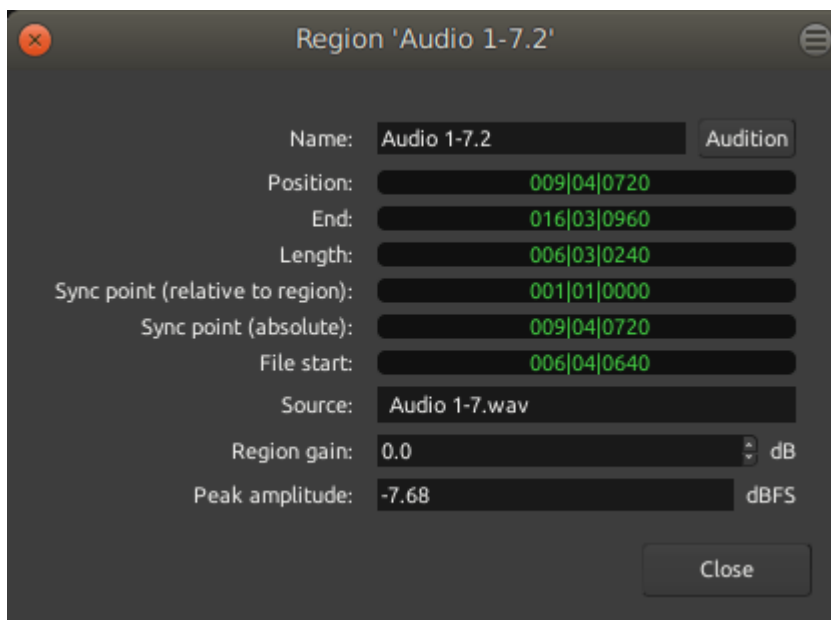 Region 'Audio 1-7.2'
Name: Audio 1-7.2 Audition
Position: 009|04|0720
End: 016|03|0960
Length: 006|03|0240
Sync point (relative to region): 001|01|0000
Sync point (absolute): 009|04|0720
File start: 006|04|0640
Source: Audio 1-7.wav
Region gain: 0.0 dB
Peak amplitude: -7.68 dBFS
Close